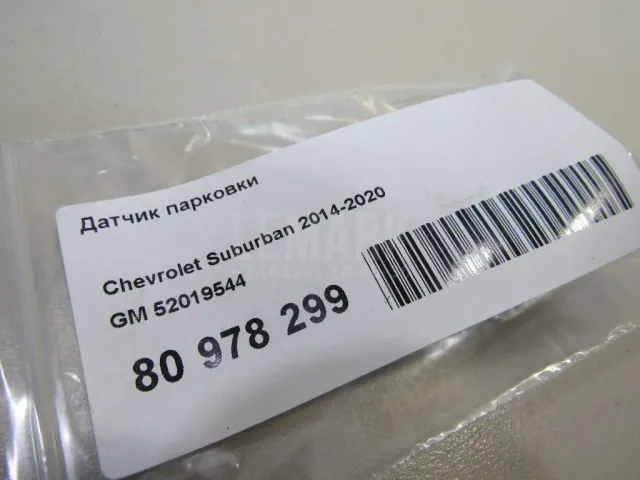 Датчик парковки
Chevrolet Suburban 2014-2020
GM 52019544
80 978 299